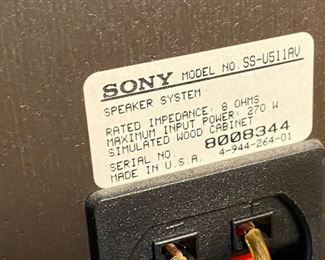 SONY MODEL NO. SS-U511AV
SPEAKER SYSTEM
RATED IMPEDANCE: 8 OHMS
MAXIMUM INPUT POWER: 270 W
SIMULATED WOOD CABINET
SERIAL NO. 8008344
MADE IN U.S.A. 4-944-264-01